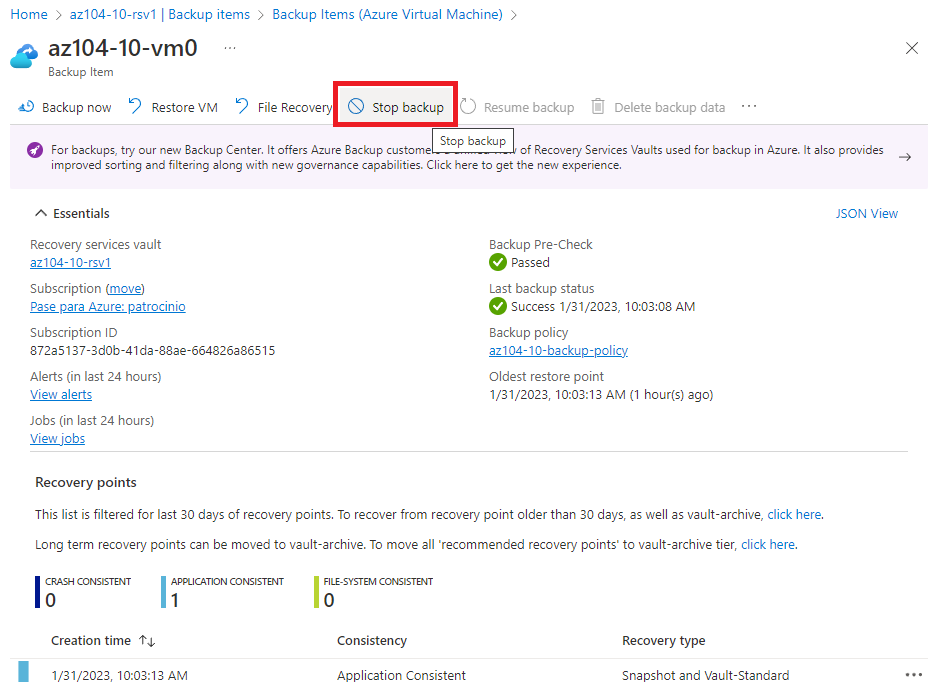 Home > az104-10-rsv1 | Backup items > Backup Items (Azure Virtual Machine) >
az104-10-vm0 ...
Backup Item
Backup now Restore VM File Recovery Stop backup Resume backup Delete backup data ...
Stop backup
For backups, try our new Backup Center. It offers Azure Backup customers view of Recovery Services Vaults used for backup in Azure. It also provides
improved sorting and filtering along with new governance capabilities. Click here to get the new experience.
Essentials
JSON View
Recovery services vault
az104-10-rsv1
Subscription (move)
Pase para Azure: patrocinio
Subscription ID
872a5137-3d0b-41da-88ae-664826a86515
Alerts (in last 24 hours)
View alerts
Jobs (in last 24 hours)
View jobs
Backup Pre-Check
Passed
Last backup status
Success 1/31/2023, 10:03:08 AM
Backup policy
az104-10-backup-policy
Oldest restore point
1/31/2023, 10:03:13 AM (1 hour(s) ago)
Recovery points
This list is filtered for last 30 days of recovery points. To recover from recovery point older than 30 days, as well as vault-archive, click here.
Long term recovery points can be moved to vault-archive. To move all 'recommended recovery points' to vault-archive tier, click here.
CRASH CONSISTENT
0
APPLICATION CONSISTENT
1
FILE-SYSTEM CONSISTENT
0
Creation time ↑↓ Consistency Recovery type
1/31/2023, 10:03:13 AM Application Consistent Snapshot and Vault-Standard ...